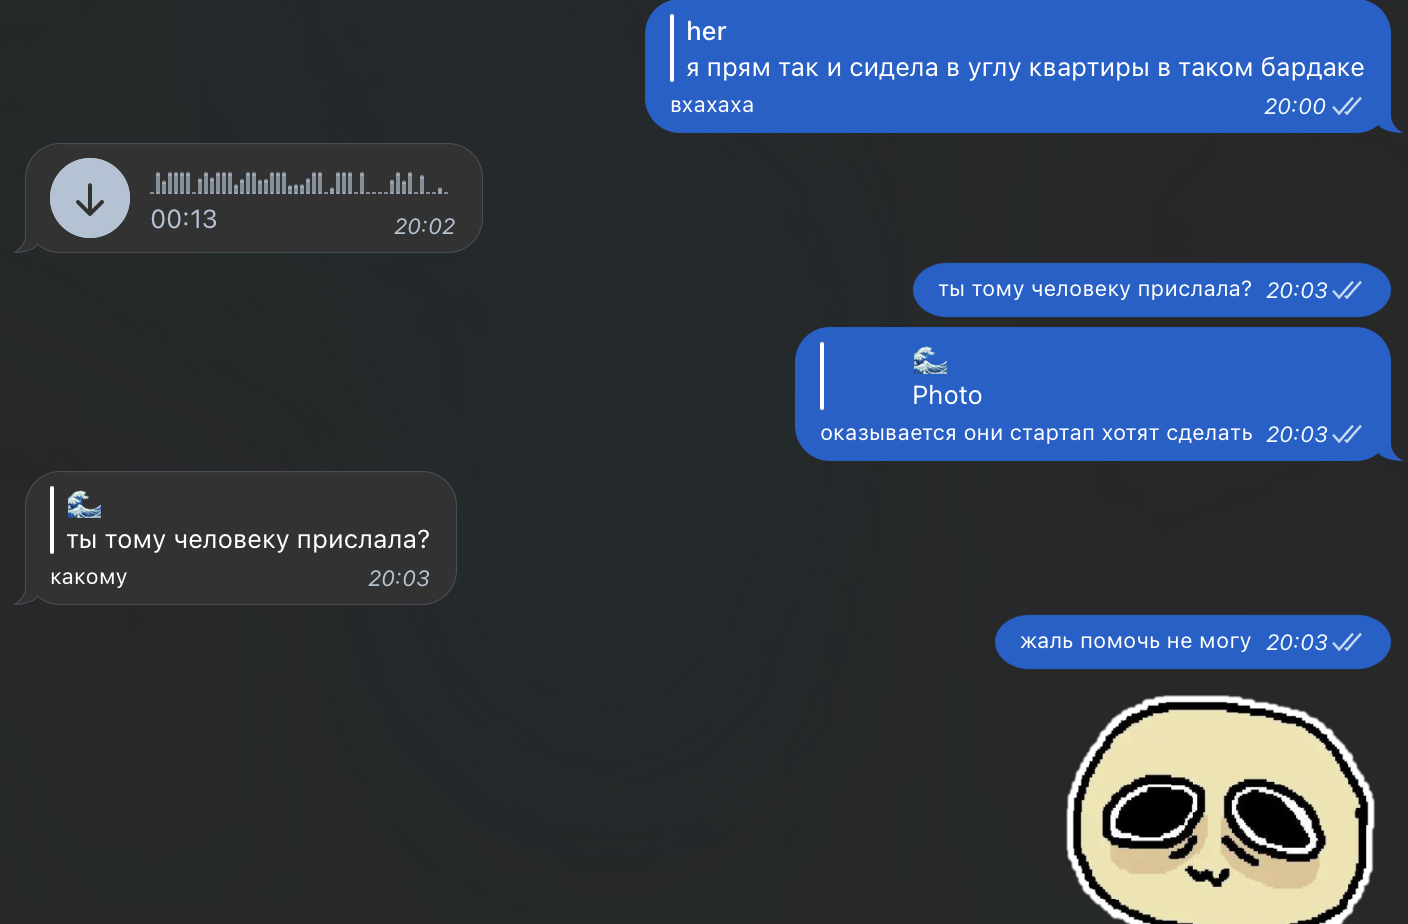 her
я прям так и сидела в углу квартиры в таком бардаке
вхахаха 20:00
00:13 20:02
ты тому человеку прислала? 20:03
🌊
Photo
оказывается они стартап хотят сделать 20:03
🌊
ты тому человеку прислала?
какому 20:03
жаль помочь не могу 20:03